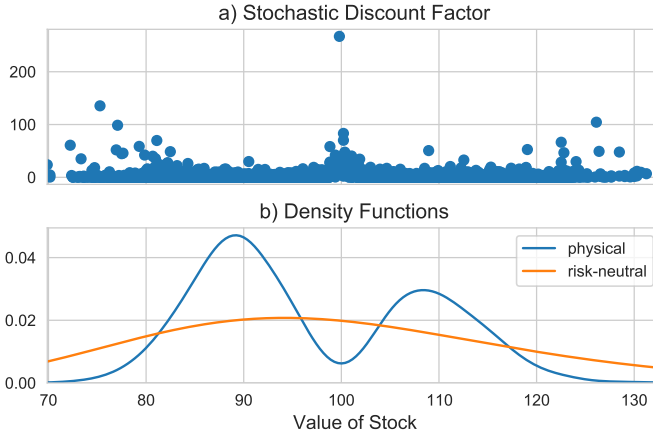 a) Stochastic Discount Factor
200
100
0
b) Density Functions
physical
risk-neutral
0.04
0.02
0.00
70 80 90 100 110 120 130
Value of Stock